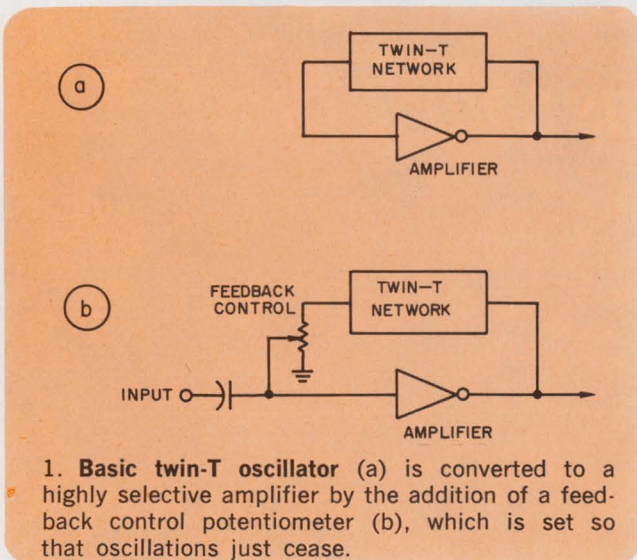 a
TWIN-T
NETWORK
AMPLIFIER
b
FEEDBACK
CONTROL
TWIN-T
NETWORK
INPUT
AMPLIFIER
1. Basic twin-T oscillator (a) is converted to a
highly selective amplifier by the addition of a feed-
back control potentiometer (b), which is set so
that oscillations just cease.